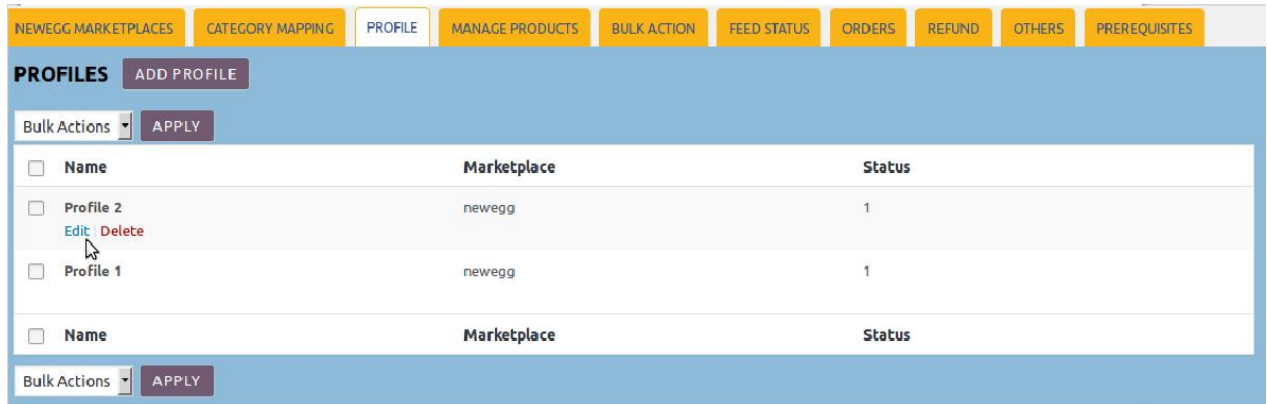 NEWEGG MARKETPLACES CATEGORY MAPPING PROFILE MANAGE PRODUCTS BULK ACTION FEED STATUS ORDERS REFUND OTHERS PREREQUISITES
PROFILES ADD PROFILE
Bulk Actions APPLY
Name Marketplace Status
Profile 2 newegg 1
Edit | Delete
Profile 1 newegg 1
Name Marketplace Status
Bulk Actions APPLY